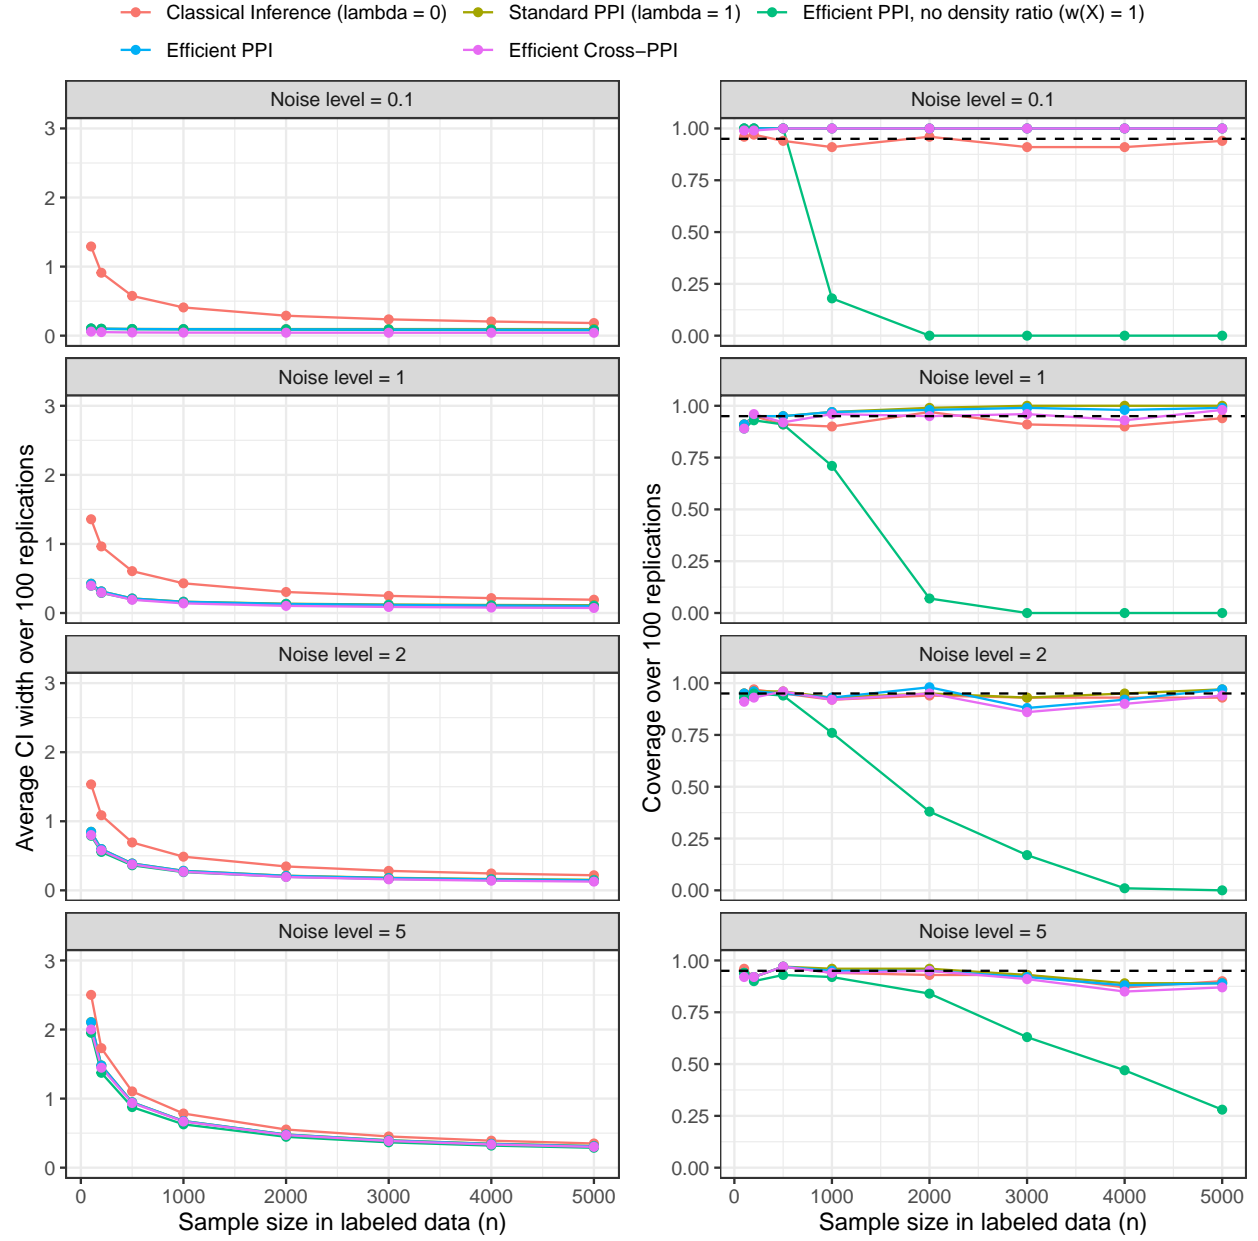 Classical Inference (lambda = 0)
Standard PPI (lambda = 1)
Efficient PPI, no density ratio (w(X) = 1)
Efficient PPI
Efficient Cross−PPI
Average CI width over 100 replications
Noise level = 0.1
3
2
1
0
Noise level = 1
3
2
1
0
Noise level = 2
3
2
1
0
Noise level = 5
3
2
1
0
0 1000 2000 3000 4000 5000
Sample size in labeled data (n)
Coverage over 100 replications
Noise level = 0.1
1.00
0.75
0.50
0.25
0.00
Noise level = 1
1.00
0.75
0.50
0.25
0.00
Noise level = 2
1.00
0.75
0.50
0.25
0.00
Noise level = 5
1.00
0.75
0.50
0.25
0.00
0 1000 2000 3000 4000 5000
Sample size in labeled data (n)